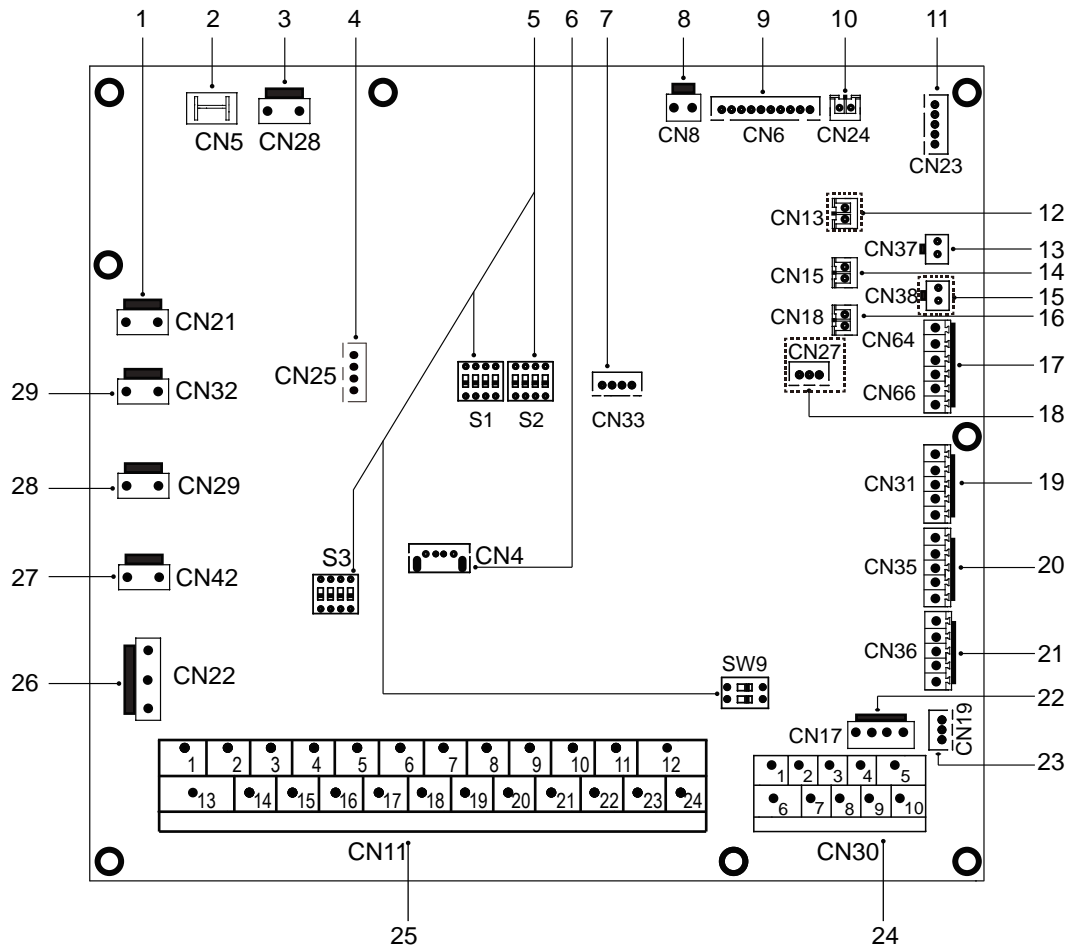 1 2 3 4 5 6 7 8 9 10 11
CN5 CN28 CN8 CN6 CN24
CN23
CN13 12
CN37 13
CN15 14
CN38 15
CN21 CN18 16
CN64
CN27
CN25 17
29 CN32 CN66
S1 S2 CN33 18
28 CN29 CN31 19
S3 CN4
27 CN42 CN35 20
CN36 21
26 CN22 SW9
22
CN17 CN19
23
1 2 3 4 5 6 7 8 9 10 11 12
13 14 15 16 17 18 19 20 21 22 23 24
1 2 3 4 5
6 7 8 9 10
CN11 CN30
25 24